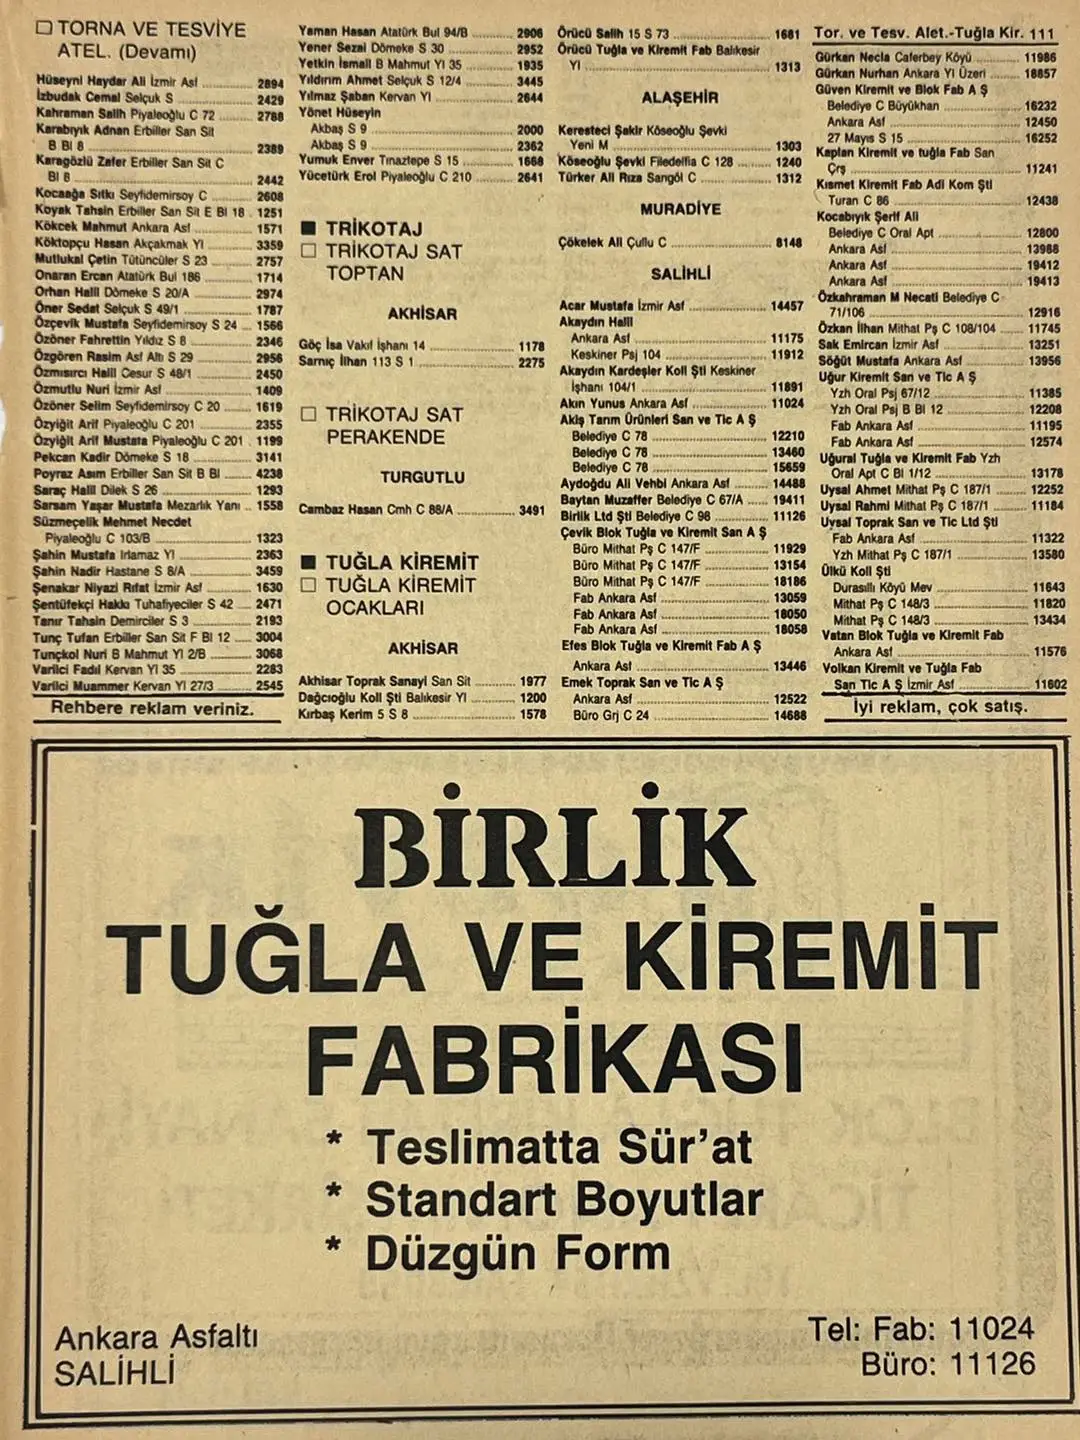 ☐ TORNA VE TESVİYE
ATEL. (Devamı)
Hüseyni Haydar Ali İzmir Asf 2894
İzbudak Cemal Selçuk S 2429
Kahraman Salih Piyaleoğlu C 72 2788
Karabıyık Adnan Erbiller San Sit
B Bl 8 2389
Karagözlü Zafer Erbiller San Sit C
Bl 8 2442
Kocaağa Sıtkı Seyfidemirsoy C 2608
Koyak Tahsin Erbiller San Sit E Bl 18 1251
Kökcek Mahmut Ankara Asf 1571
Köktopçu Hasan Akçakmak Yl 3359
Mutlukal Çetin Tütüncüler S 23 2757
Onaran Ercan Atatürk Bul 186 1714
Orhan Halil Dömeke S 20/A 2974
Öner Sedat Selçuk S 49/1 1787
Özçevik Mustafa Seyfidemirsoy S 24 1566
Özöner Fahrettin Yıldız S 8 2346
Özgören Rasim Asf Altı S 29 2956
Özmısırcı Halil Cesur S 48/1 2450
Özmutlu Nuri İzmir Asf 1409
Özöner Selim Seyfidemirsoy C 20 1619
Özyiğit Arif Piyaleoğlu C 201 2355
Özyiğit Arif Mustafa Piyaleoğlu C 201 1199
Pekcan Kadir Dömeke S 18 3141
Poyraz Asım Erbiller San Sit B Bl 4238
Saraç Halil Dilek S 26 1293
Sarsam Yaşar Mustafa Mezarlık Yanı 1558
Süzmeçelik Mehmet Necdet
Piyaleoğlu C 103/B 1323
Şahin Mustafa Irlamaz Yl 2363
Şahin Nadir Hastane S 8/A 3459
Şenakar Niyazi Rıfat İzmir Asf 1630
Şentüfekçi Hakkı Tuhafiyeciler S 42 2471
Tanır Tahsin Demirciler S 3 2193
Tunç Tufan Erbiller San Sit F Bl 12 3004
Tunçkol Nuri B Mahmut Yl 2/B 3068
Varilci Fadıl Kervan Yl 35 2283
Varilci Muammer Kervan Yl 27/3 2545
Rehbere reklam veriniz.
Yaman Hasan Atatürk Bul 94/B 2906
Yener Sezai Dömeke S 30 2952
Yetkin İsmail B Mahmut Yl 35 1935
Yıldırım Ahmet Selçuk S 12/4 3445
Yılmaz Şaban Kervan Yl 2644
Yönet Hüseyin
Akbaş S 9 2000
Akbaş S 9 2362
Yumuk Enver Tınaztepe S 15 1668
Yücetürk Erol Piyaleoğlu C 210 2641
■ TRİKOTAJ
☐ TRİKOTAJ SAT
TOPTAN
AKHİSAR
Göç İsa Vakıf İşhanı 14 1178
Sarnıç İlhan 113 S 1 2275
☐ TRİKOTAJ SAT
PERAKENDE
TURGUTLU
Cambaz Hasan Cmh C 88/A 3491
■ TUĞLA KİREMİT
☐ TUĞLA KİREMİT
OCAKLARI
AKHİSAR
Akhisar Toprak Sanayi San Sit 1977
Dağcıoğlu Koll Şti Balıkesir Yl 1200
Kırbaş Kerim 5 S 8 1578
Örücü Salih 15 S 73 1681
Örücü Tuğla ve Kiremit Fab Balıkesir
Yl 1313
ALAŞEHİR
Keresteci Şakir Köseoğlu Şevki
Yeni M 1303
Köseoğlu Şevki Filedelfia C 128 1240
Türker Ali Rıza Sangöl C 1312
MURADİYE
Çökelek Ali Çullu C 8148
SALİHLİ
Acar Mustafa İzmir Asf 14457
Akaydın Halil
Ankara Asf 11175
Keskiner Psj 104 11912
Akaydın Kardeşler Koll Şti Keskiner
İşhanı 104/1 11891
Akın Yunus Ankara Asf 11024
Akiş Tarım Ürünleri San ve Tic A Ş
Belediye C 78 12210
Belediye C 78 13460
Belediye C 78 15659
Aydoğdu Ali Vehbi Ankara Asf 14488
Baytan Muzaffer Belediye C 67/A 19411
Birlik Ltd Şti Belediye C 98 11126
Çevik Blok Tuğla ve Kiremit San A Ş
Büro Mithat Pş C 147/F 11929
Büro Mithat Pş C 147/F 13154
Büro Mithat Pş C 147/F 18186
Fab Ankara Asf 13059
Fab Ankara Asf 18050
Fab Ankara Asf 18058
Efes Blok Tuğla ve Kiremit Fab A Ş
Ankara Asf 13446
Emek Toprak San ve Tic A Ş
Ankara Asf 12522
Büro Grj C 24 14688
Tor. ve Tesv. Alet.-Tuğla Kir. 111
Gürkan Necla Caferbey Köyü 11986
Gürkan Nurhan Ankara Yl Üzeri 18857
Güven Kiremit ve Blok Fab A Ş
Belediye C Büyükhan 16232
Ankara Asf 12450
27 Mayıs S 15 16252
Kaplan Kiremit ve tuğla Fab San
Çrş 11241
Kısmet Kiremit Fab Adi Kom Şti
Turan C 86 12438
Kocabıyık Şerif Ali
Belediye C Oral Apt 12800
Ankara Asf 13988
Ankara Asf 19412
Ankara Asf 19413
Özkahraman M Necati Belediye C
71/106 12916
Özkan İlhan Mithat Pş C 108/104 11745
Sak Emircan İzmir Asf 13251
Söğüt Mustafa Ankara Asf 13956
Uğur Kiremit San ve Tic A Ş
Yzh Oral Psj 67/12 11385
Yzh Oral Psj B Bl 12 12208
Fab Ankara Asf 11195
Fab Ankara Asf 12574
Uğural Tuğla ve Kiremit Fab Yzh
Oral Apt C Bl 1/12 13178
Uysal Ahmet Mithat Pş C 187/1 12252
Uysal Rahmi Mithat Pş C 187/1 11184
Uysal Toprak San ve Tic Ltd Şti
Fab Ankara Asf 11322
Yzh Mithat Pş C 187/1 13580
Ülkü Koll Şti
Durasıllı Köyü Mev 11643
Mithat Pş C 148/3 11820
Mithat Pş C 148/3 13434
Vatan Blok Tuğla ve Kiremit Fab
Ankara Asf 11576
Volkan Kiremit ve Tuğla Fab
San Tic A Ş İzmir Asf 11602
İyi reklam, çok satış.
BİRLİK
TUĞLA VE KİREMİT
FABRİKASI
* Teslimatta Sür'at
* Standart Boyutlar
* Düzgün Form
Ankara Asfaltı
SALİHLİ
Tel: Fab: 11024
Büro: 11126